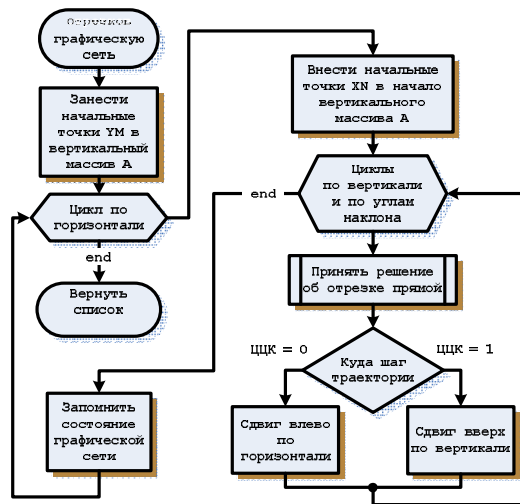 графическую
сеть
Занести
начальные
точки YM в
вертикальный
массив A
Цикл по
горизонтали
end
Вернуть
список
Запомнить
состояние
графической
сети
Внести начальные
точки XN в начало
вертикального
массива A
Циклы
по вертикали
и по углам
наклона
end
Принять решение
об отрезке прямой
ЦЦК = 0
Куда шаг
траектории
ЦЦК = 1
Сдвиг влево
по
горизонтали
Сдвиг вверх
по вертикали